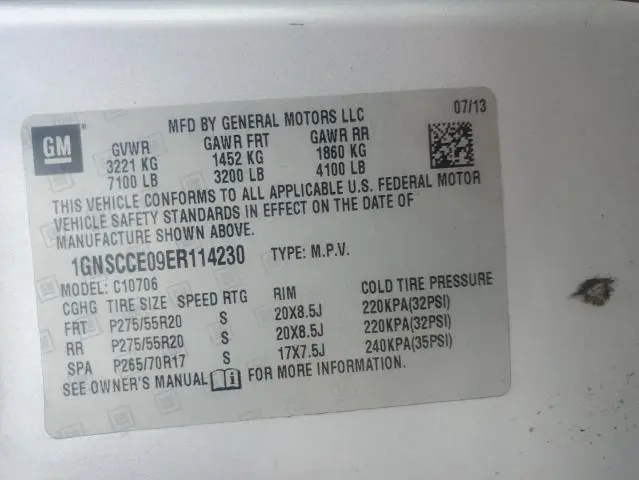 MFD BY GENERAL MOTORS LLC 07/13
GM
GVWR GAWR FRT GAWR RR
3221 KG 1452 KG 1860 KG
7100 LB 3200 LB 4100 LB
THIS VEHICLE CONFORMS TO ALL APPLICABLE U.S. FEDERAL MOTOR
VEHICLE SAFETY STANDARDS IN EFFECT ON THE DATE OF
MANUFACTURE SHOWN ABOVE.
1GNSCCE09ER114230 TYPE: M.P.V.
MODEL: C10706
CGHG TIRE SIZE SPEED RTG RIM COLD TIRE PRESSURE
FRT P275/55R20 S 20X8.5J 220KPA(32PSI)
RR P275/55R20 S 20X8.5J 220KPA(32PSI)
SPA P265/70R17 S 17X7.5J 240KPA(35PSI)
SEE OWNER'S MANUAL FOR MORE INFORMATION.